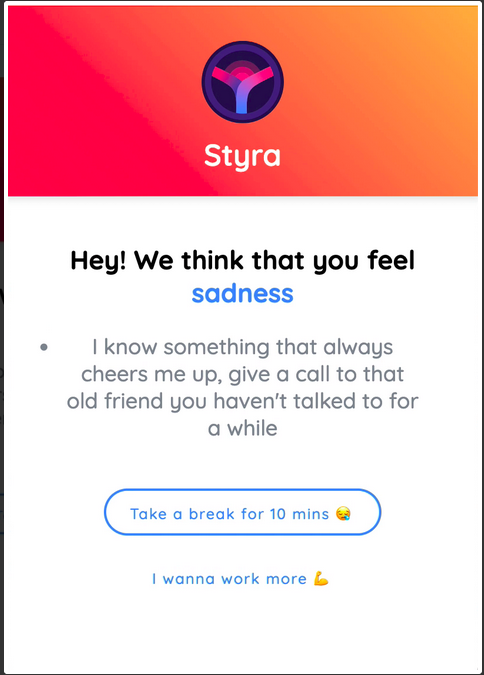 Styra
Hey! We think that you feel
sadness
• I know something that always
cheers me up, give a call to that
old friend you haven't talked to for
a while
Take a break for 10 mins 😪
I wanna work more 💪